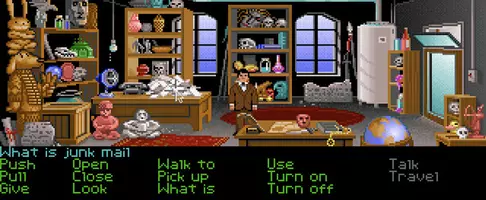 What is junk mail
Push Open Walk to Use Talk
Pull Close Pick up Turn on Travel
Give Look What is Turn off